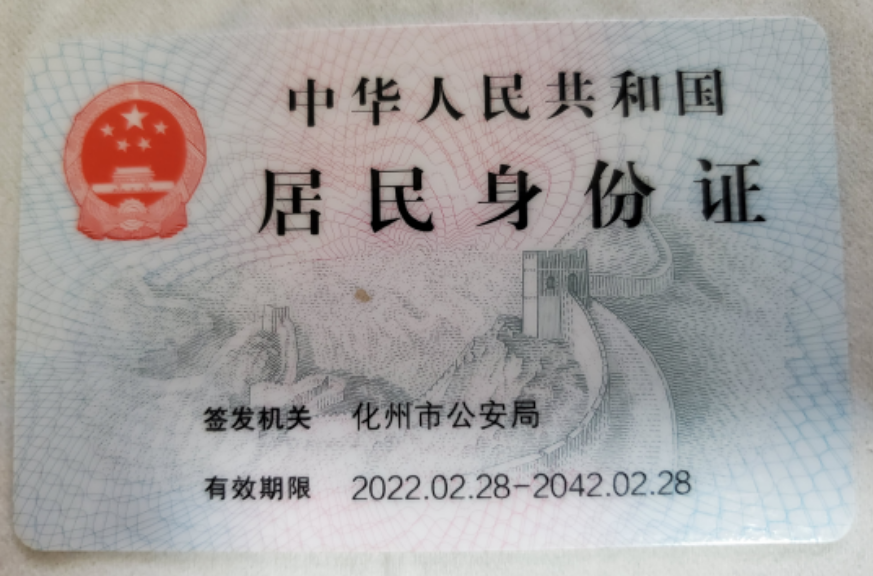 中华人民共和国
居民身份证
签发机关 化州市公安局
有效期限 2022.02.28-2042.02.28